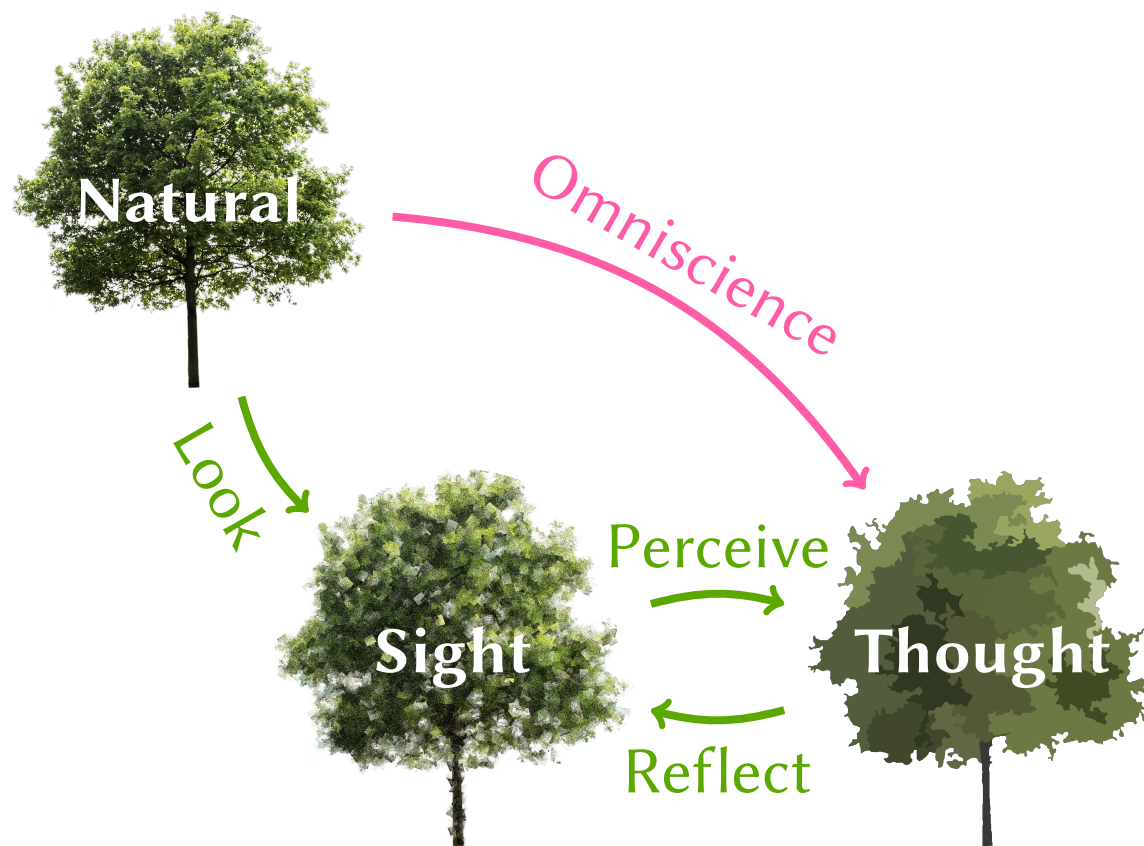 Natural
Omniscience
Look
Perceive
Sight
Thought
Reflect